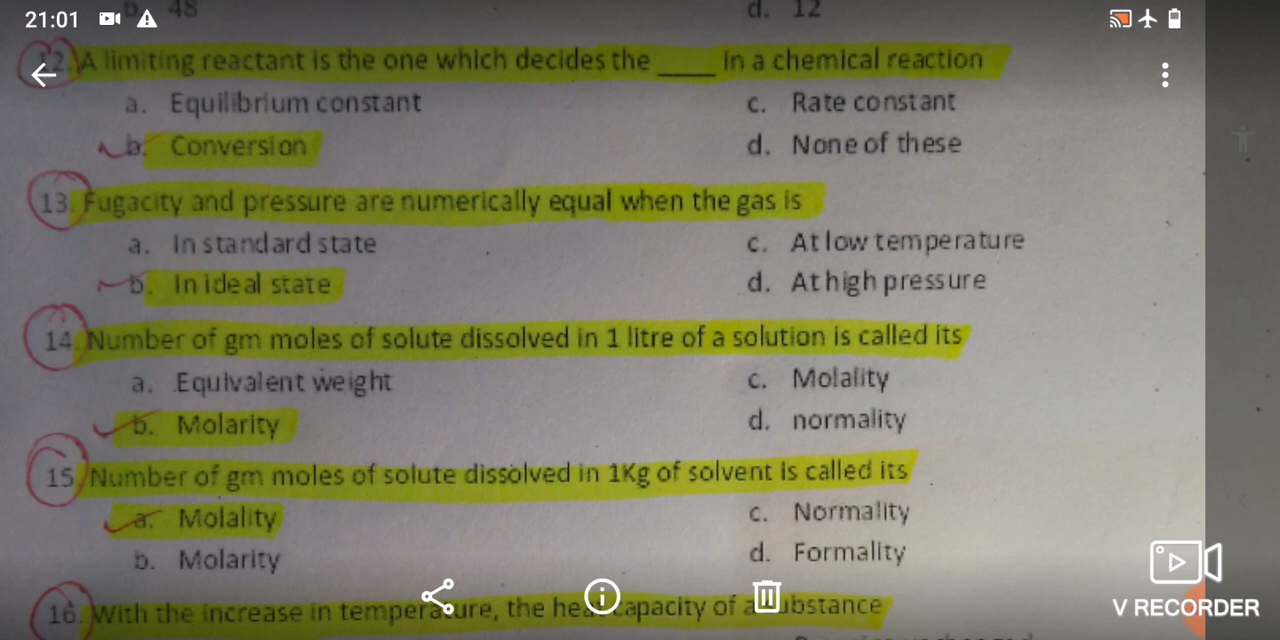 21:01
b. 48 d. 12
2. A limiting reactant is the one which decides the ____ in a chemical reaction
a. Equilibrium constant c. Rate constant
b. Conversion d. None of these
13. Fugacity and pressure are numerically equal when the gas is
a. In standard state c. At low temperature
b. In ideal state d. At high pressure
14. Number of gm moles of solute dissolved in 1 litre of a solution is called its
a. Equivalent weight c. Molality
b. Molarity d. normality
15. Number of gm moles of solute dissolved in 1Kg of solvent is called its
a. Molality c. Normality
b. Molarity d. Formality
16. With the increase in temperature, the heat capacity of a substance
V RECORDER